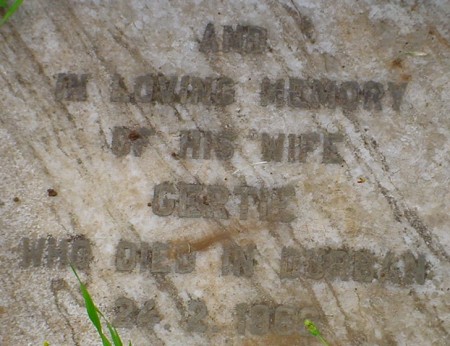 AND
IN LOVING MEMORY
OF HIS WIFE
GERTIE
WHO DIED IN DURBAN